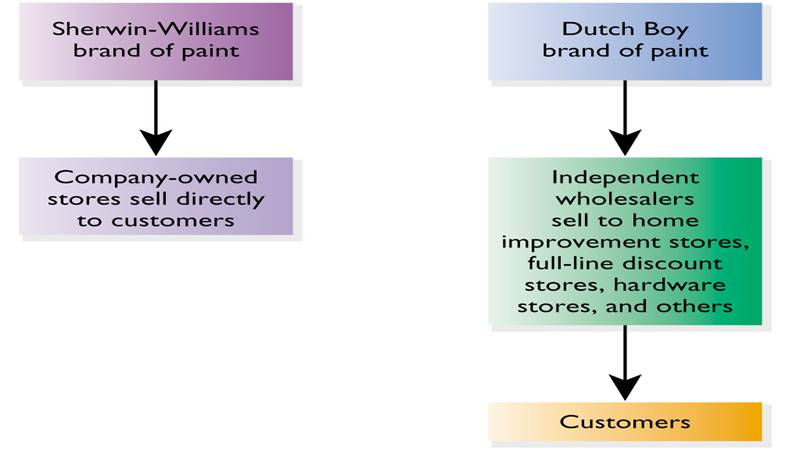 Sherwin-Williams
brand of paint
Company-owned
stores sell directly
to customers
Dutch Boy
brand of paint
Independent
wholesalers
sell to home
improvement stores,
full-line discount
stores, hardware
stores, and others
Customers